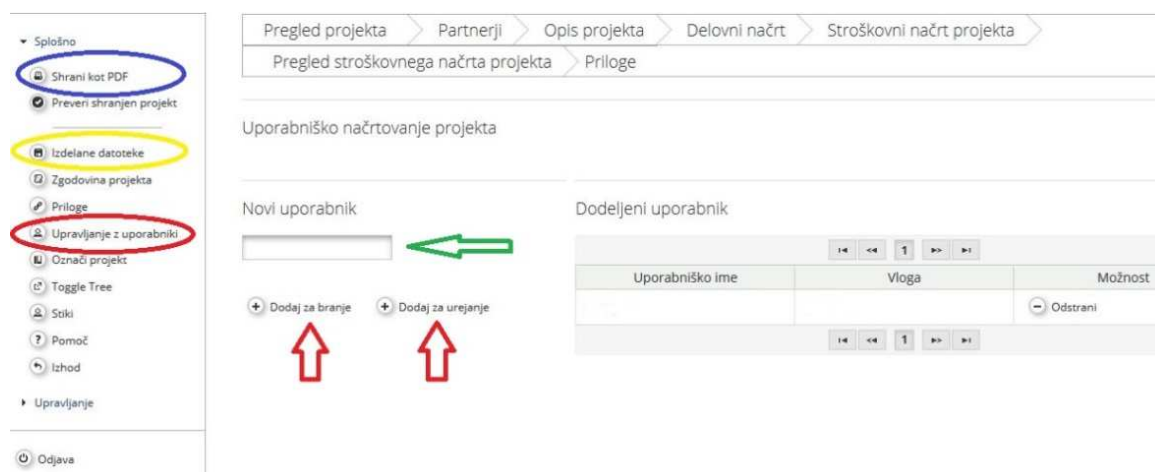 Splošno
Shrani kot PDF
Preveri shranjen projekt
Izdelane datoteke
Zgodovina projekta
Priloge
Upravljanje z uporabniki
Označi projekt
Toggle Tree
Stiki
Pomoč
Izhod
Upravljanje
Odjava
Pregled projekta Partnerji Opis projekta Delovni načrt Stroškovni načrt projekta
Pregled stroškovnega načrta projekta Priloge
Uporabniško načrtovanje projekta
Novi uporabnik
Dodaj za branje Dodaj za urejanje
Dodeljeni uporabnik
1
Uporabniško ime Vloga Možnost
Odstrani
1